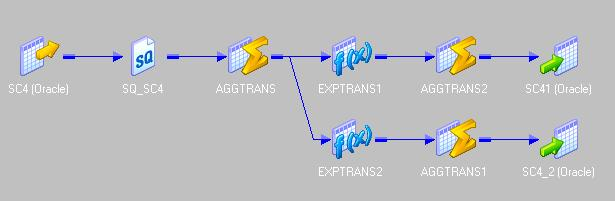 SQ
f(x)
SC4 (Oracle)
SQ_SC4
AGGTRANS
EXPTRANS1
AGGTRANS2
SC41 (Oracle)
f(x)
EXPTRANS2
AGGTRANS1
SC4_2 (Oracle)